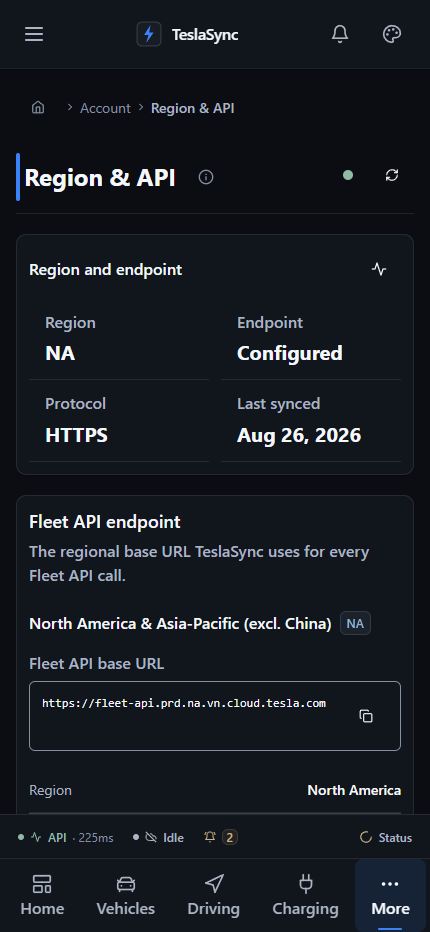 TeslaSync
Account
Region & API
Region & API
Region and endpoint
Region
NA
Endpoint
Configured
Protocol
HTTPS
Last synced
Aug 26, 2026
Fleet API endpoint
The regional base URL TeslaSync uses for every
Fleet API call.
North America & Asia-Pacific (excl. China) NA
Fleet API base URL
https://fleet-api.prd.na.vn.cloud.tesla.com
Region North America
API · 225ms Idle 2 Status
Home Vehicles Driving Charging More